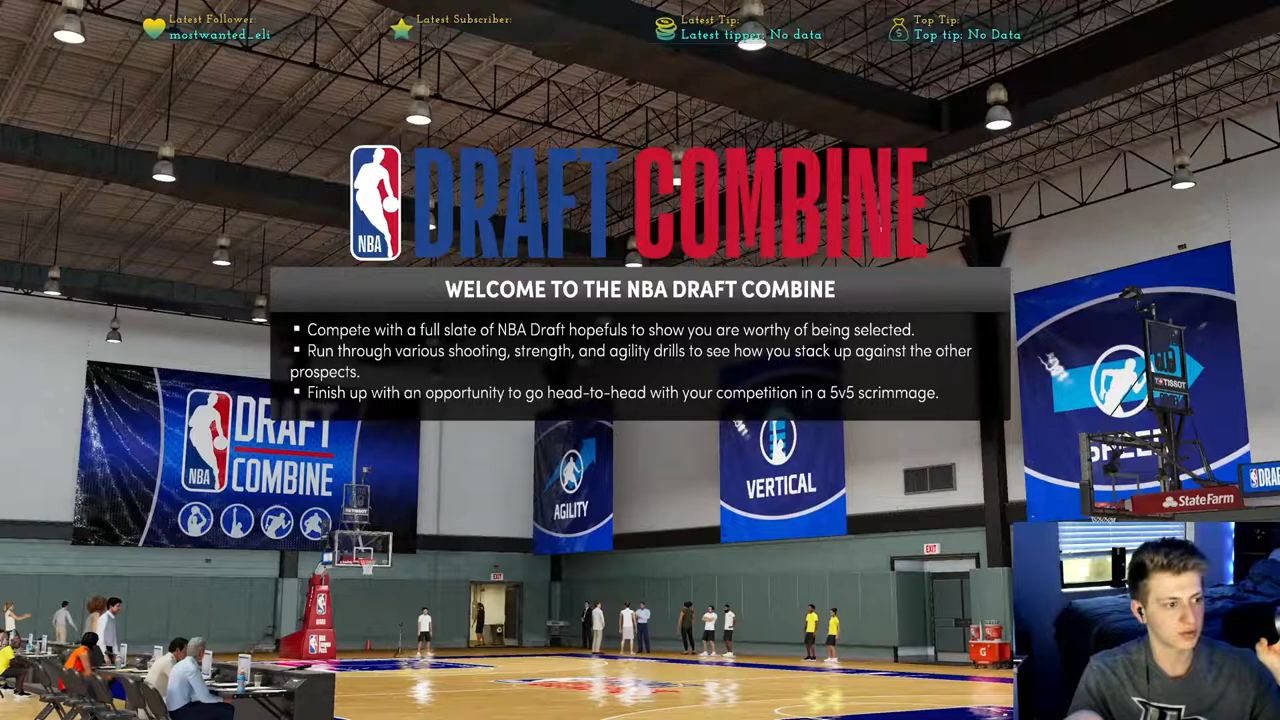 Latest Follower:
mostwanted_eli
Latest Subscriber:
Latest Tip:
Latest tipper: No data
Top Tip:
Top tip: No Data
NBA
DRAFT COMBINE
WELCOME TO THE NBA DRAFT COMBINE
▪ Compete with a full slate of NBA Draft hopefuls to show you are worthy of being selected.
▪ Run through various shooting, strength, and agility drills to see how you stack up against the other
prospects.
▪ Finish up with an opportunity to go head-to-head with your competition in a 5v5 scrimmage.
NBA
DRAFT
COMBINE
AGILITY
VERTICAL
TISSOT
StateFarm
EXIT
EXIT